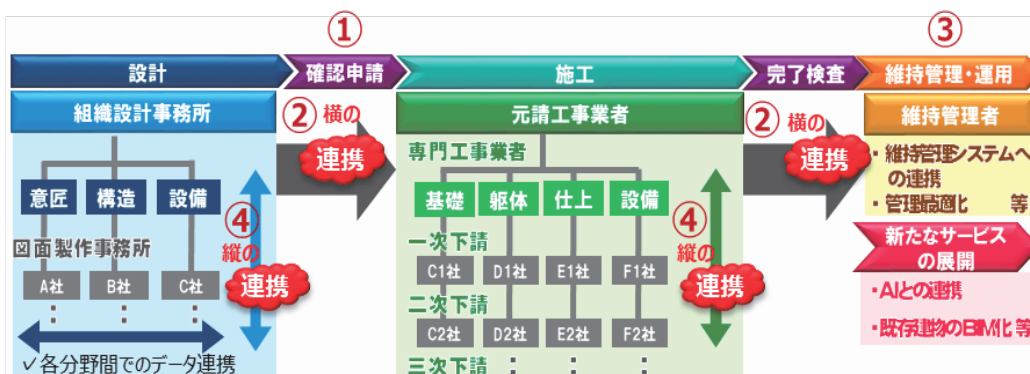 ①
③
設計
確認申請
施工
完了検査
維持管理・運用
組織設計事務所
②横の
連携
元請工事業者
②横の
連携
維持管理者
・維持管理システムへ
の連携
・管理最適化 等
専門工事業者
意匠 構造 設備
基礎 躯体 仕上 設備
④
縦の
連携
④
縦の
連携
図面製作事務所
A社 B社 C社
: : :
一次下請
C1社 D1社 E1社 F1社
二次下請
C2社 D2社 E2社 F2社
三次下請 : : :
✓各分野間でのデータ連携
新たなサービス
の展開
・AIとの連携
・既存建物のBIM化 等